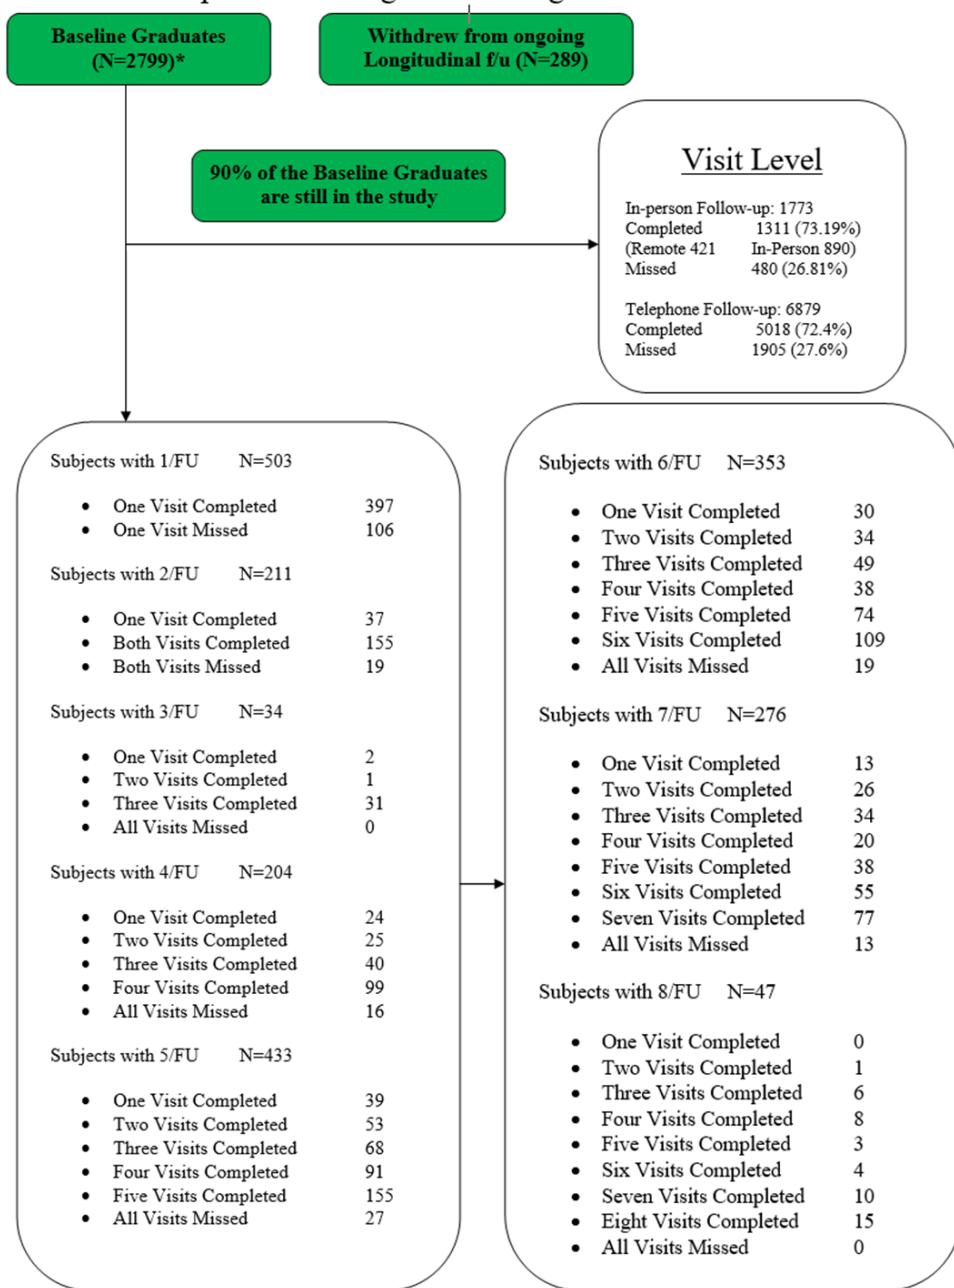 Baseline Graduates
(N=2799)*
Withdrew from ongoing
Longitudinal f/u (N=289)
90% of the Baseline Graduates
are still in the study
Visit Level
In-person Follow-up: 1773
Completed 1311 (73.19%)
(Remote 421 In-Person 890)
Missed 480 (26.81%)
Telephone Follow-up: 6879
Completed 5018 (72.4%)
Missed 1905 (27.6%)
Subjects with 1/FU N=503
• One Visit Completed 397
• One Visit Missed 106
Subjects with 2/FU N=211
• One Visit Completed 37
• Both Visits Completed 155
• Both Visits Missed 19
Subjects with 3/FU N=34
• One Visit Completed 2
• Two Visits Completed 1
• Three Visits Completed 31
• All Visits Missed 0
Subjects with 4/FU N=204
• One Visit Completed 24
• Two Visits Completed 25
• Three Visits Completed 40
• Four Visits Completed 99
• All Visits Missed 16
Subjects with 5/FU N=433
• One Visit Completed 39
• Two Visits Completed 53
• Three Visits Completed 68
• Four Visits Completed 91
• Five Visits Completed 155
• All Visits Missed 27
Subjects with 6/FU N=353
• One Visit Completed 30
• Two Visits Completed 34
• Three Visits Completed 49
• Four Visits Completed 38
• Five Visits Completed 74
• Six Visits Completed 109
• All Visits Missed 19
Subjects with 7/FU N=276
• One Visit Completed 13
• Two Visits Completed 26
• Three Visits Completed 34
• Four Visits Completed 20
• Five Visits Completed 38
• Six Visits Completed 55
• Seven Visits Completed 77
• All Visits Missed 13
Subjects with 8/FU N=47
• One Visit Completed 0
• Two Visits Completed 1
• Three Visits Completed 6
• Four Visits Completed 8
• Five Visits Completed 3
• Six Visits Completed 4
• Seven Visits Completed 10
• Eight Visits Completed 15
• All Visits Missed 0